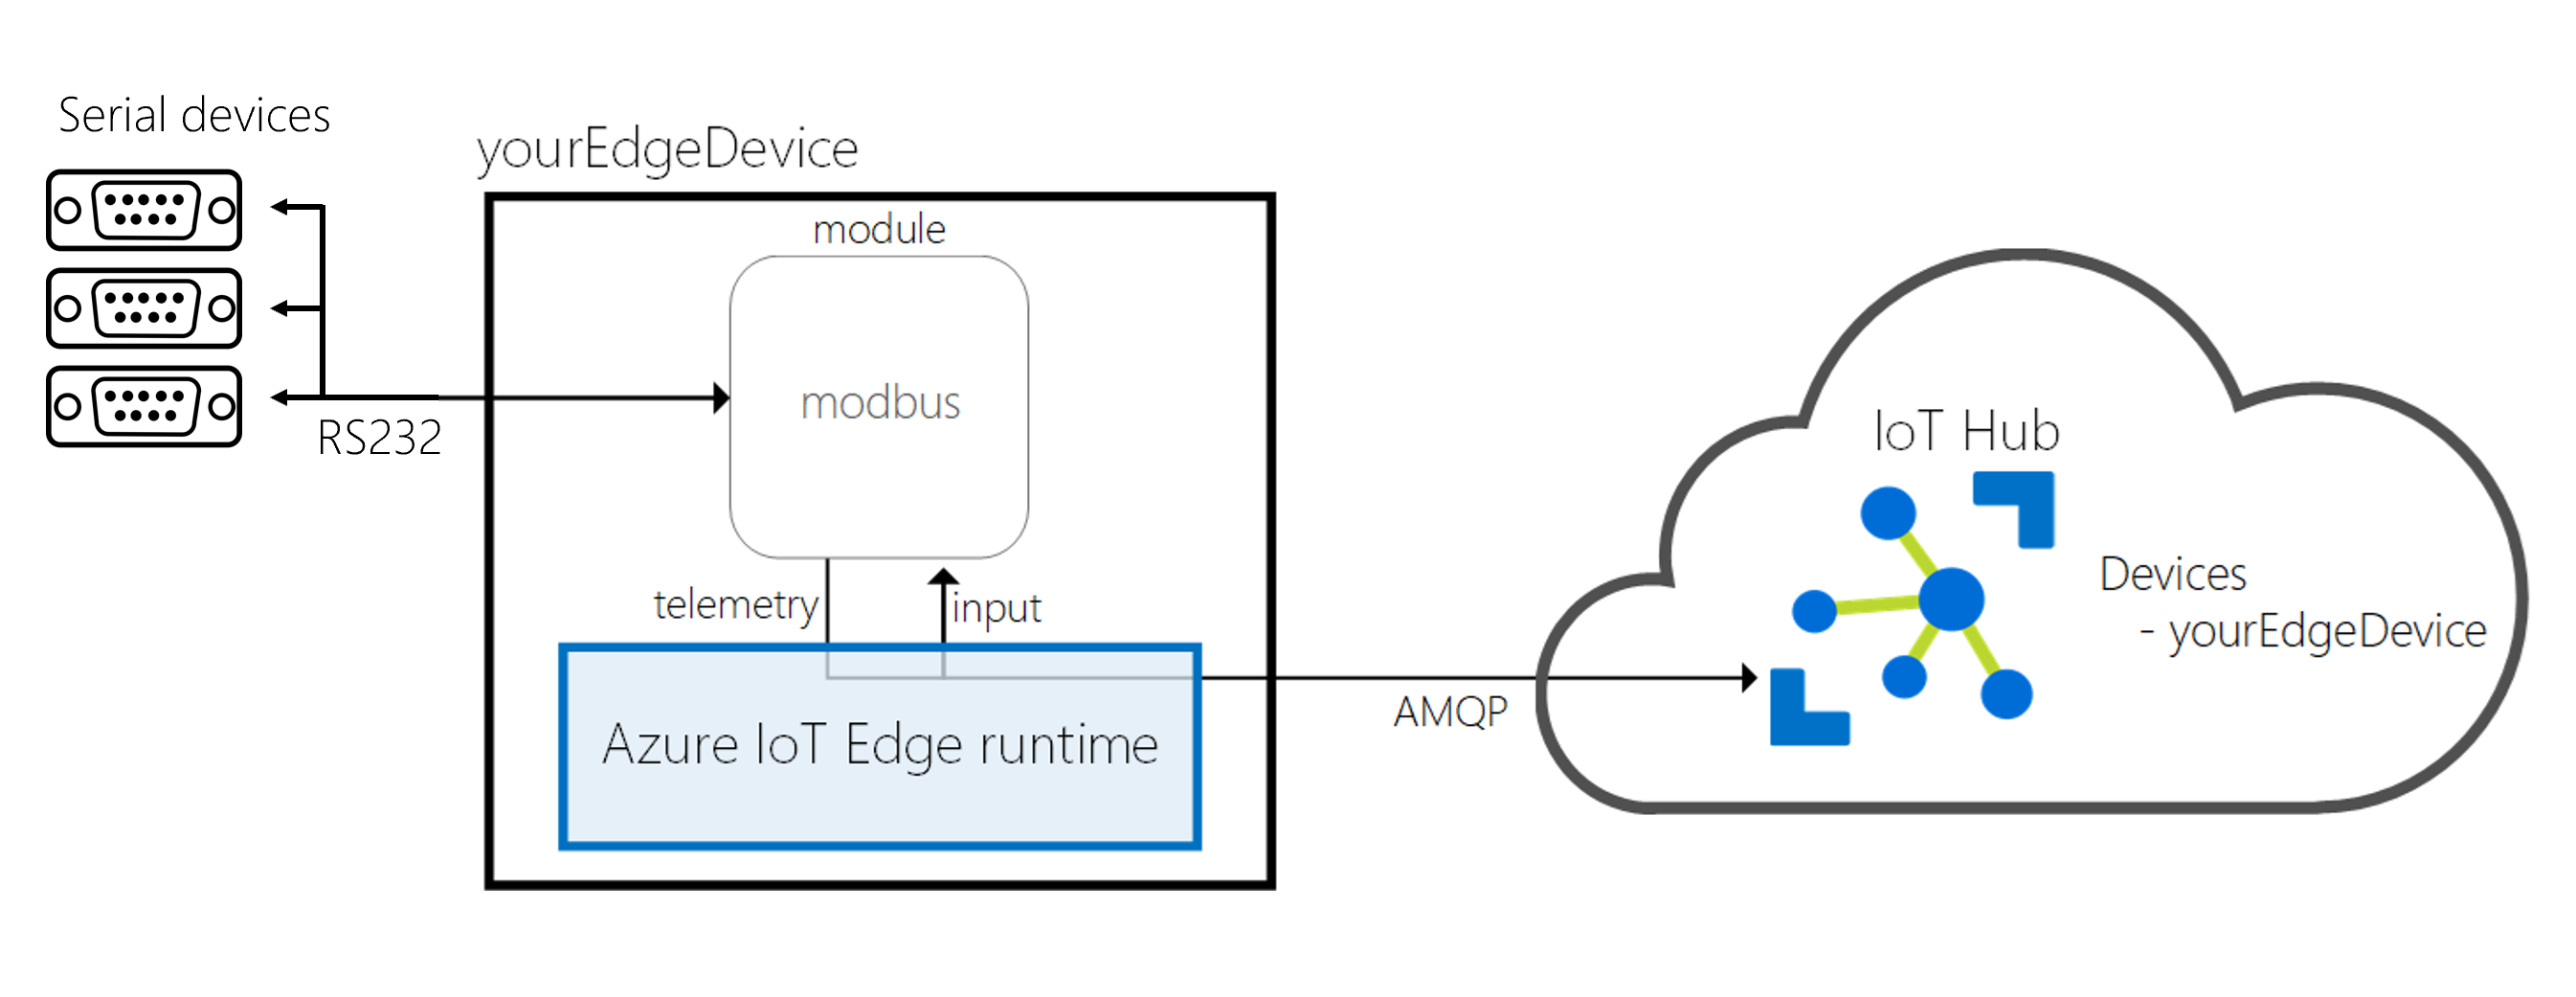 Serial devices
yourEdgeDevice
module
modbus
RS232
telemetry
input
Azure IoT Edge runtime
AMQP
IoT Hub
Devices
- yourEdgeDevice